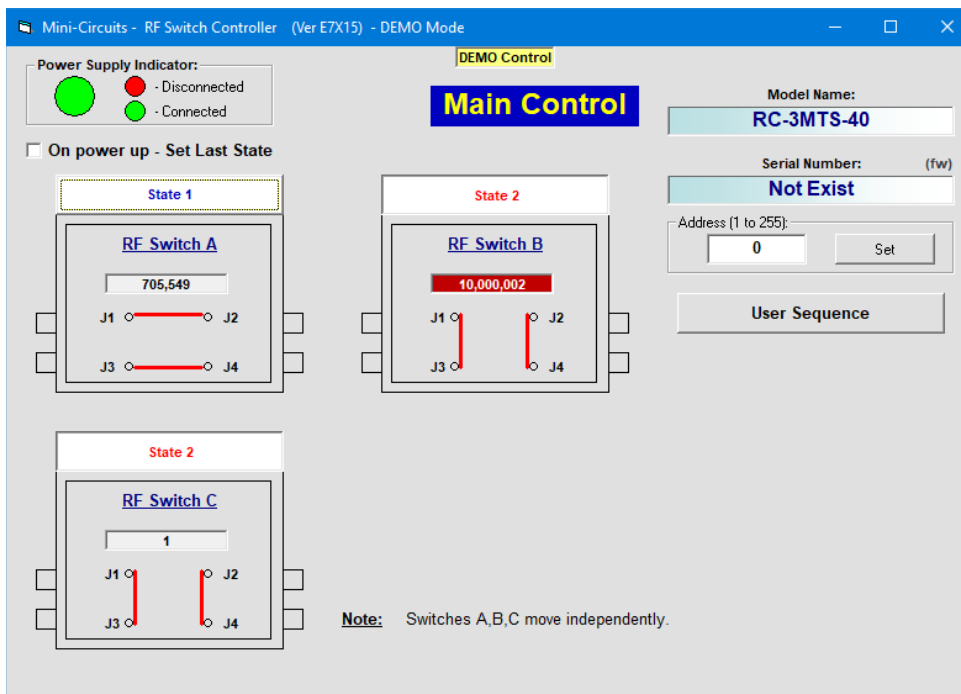 Mini-Circuits - RF Switch Controller (Ver E7X15) - DEMO Mode
DEMO Control
Power Supply Indicator:
- Disconnected
- Connected
Main Control
Model Name:
RC-3MTS-40
On power up - Set Last State
Serial Number: (fw)
Not Exist
State 1
State 2
Address (1 to 255):
0
Set
RF Switch A
705,549
J1 J2
J3 J4
RF Switch B
10,000,002
J1 J2
J3 J4
User Sequence
State 2
RF Switch C
1
J1 J2
J3 J4
Note: Switches A,B,C move independently.